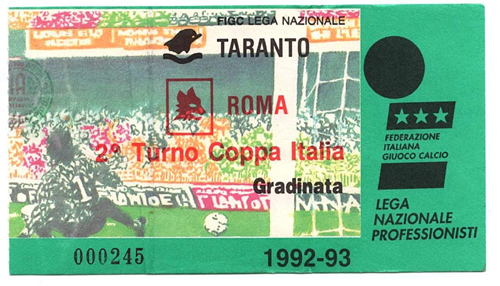 FIGC LEGA NAZIONALE
TARANTO
ROMA
2º Turno Coppa Italia
Gradinata
000245
1992-93
FEDERAZIONE
ITALIANA
GIUOCO CALCIO
LEGA
NAZIONALE
PROFESSIONISTI